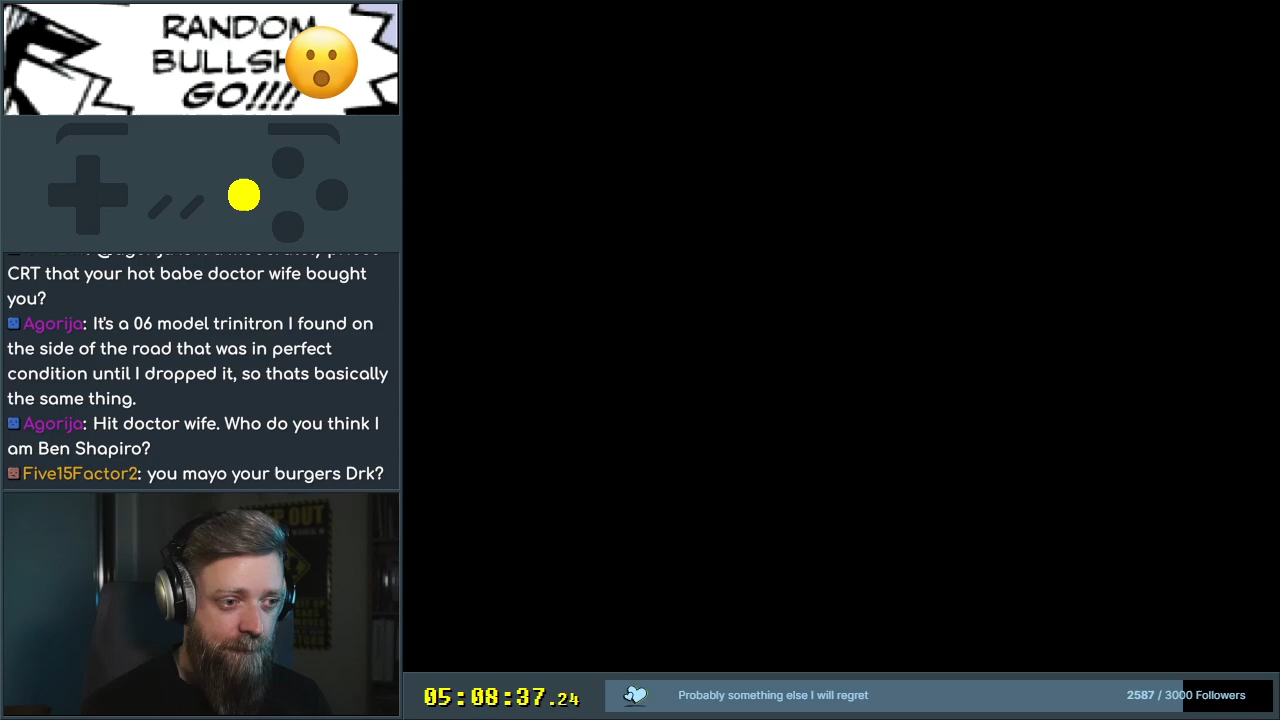 RANDOM
GO!!!!
CRT that your hot babe doctor wife bought
you?
Agorija: It's a 06 model trinitron I found on
the side of the road that was in perfect
condition until I dropped it, so thats basically
the same thing.
Agorija: Hit doctor wife. Who do you think I
am Ben Shapiro?
Five15Factor2: you mayo your burgers Drk?
05:08:37.24
Probably something else I will regret
2587 / 3000 Followers